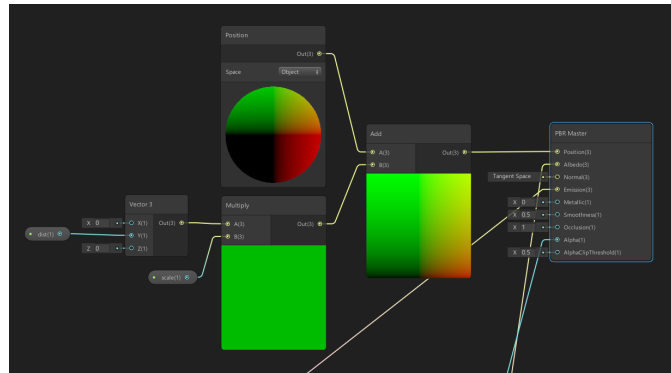 Position
Out(3)
Space
Object
Add
A(3)
Out(3)
B(3)
PBR Master
Position(3)
Albedo(3)
Tangent Space
Normal(3)
Emission(3)
X 0
Metallic(1)
X 0.5
Smoothness(1)
X 1
Occlusion(1)
Alpha(1)
X 0.5
AlphaClipThreshold(1)
Vector 3
X 0
X(1)
Out(3)
dist(1)
Y(1)
Z 0
Z(1)
Multiply
A(3)
Out(3)
B(3)
scale(1)